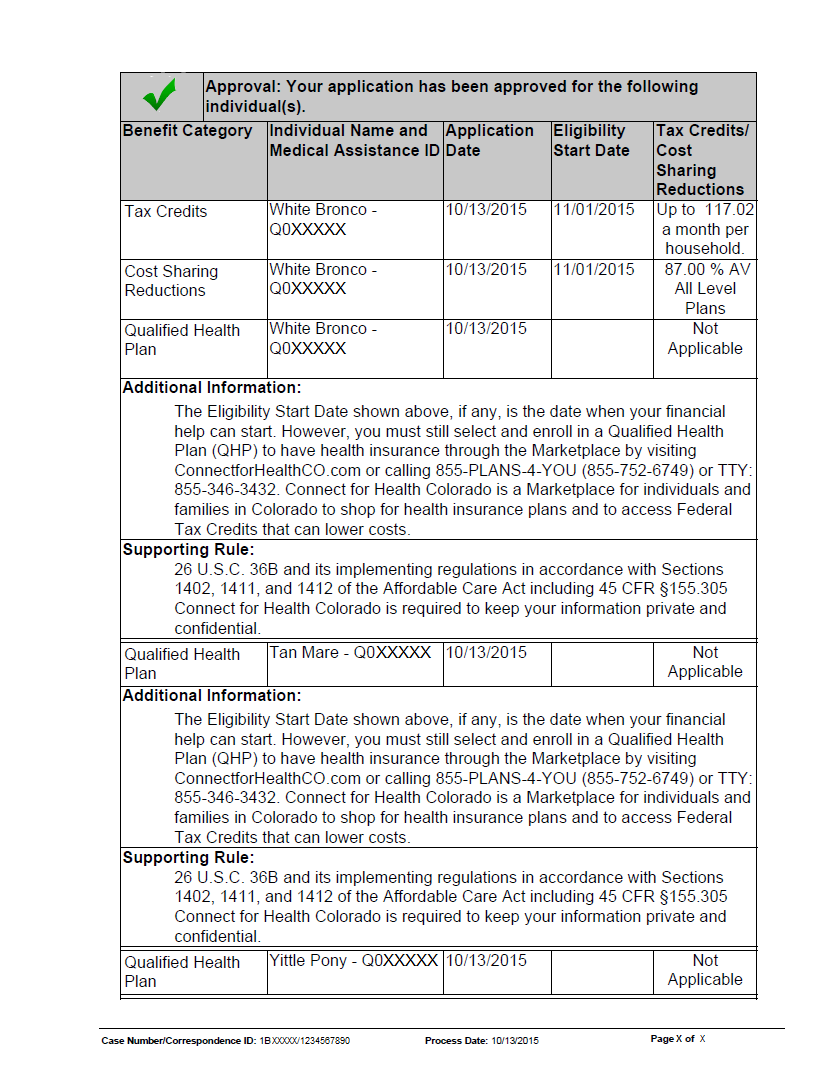 Approval: Your application has been approved for the following
individual(s).
Benefit Category
Individual Name and
Medical Assistance ID
Application
Date
Eligibility
Start Date
Tax Credits/
Cost
Sharing
Reductions
Tax Credits
White Bronco -
Q0XXXXX
10/13/2015
11/01/2015
Up to 117.02
a month per
household.
Cost Sharing
Reductions
White Bronco -
Q0XXXXX
10/13/2015
11/01/2015
87.00 % AV
All Level
Plans
Qualified Health
Plan
White Bronco -
Q0XXXXX
10/13/2015
Not
Applicable
Additional Information:
The Eligibility Start Date shown above, if any, is the date when your financial
help can start. However, you must still select and enroll in a Qualified Health
Plan (QHP) to have health insurance through the Marketplace by visiting
ConnectforHealthCO.com or calling 855-PLANS-4-YOU (855-752-6749) or TTY:
855-346-3432. Connect for Health Colorado is a Marketplace for individuals and
families in Colorado to shop for health insurance plans and to access Federal
Tax Credits that can lower costs.
Supporting Rule:
26 U.S.C. 36B and its implementing regulations in accordance with Sections
1402, 1411, and 1412 of the Affordable Care Act including 45 CFR §155.305
Connect for Health Colorado is required to keep your information private and
confidential.
Qualified Health
Plan
Tan Mare - Q0XXXXX
10/13/2015
Not
Applicable
Additional Information:
The Eligibility Start Date shown above, if any, is the date when your financial
help can start. However, you must still select and enroll in a Qualified Health
Plan (QHP) to have health insurance through the Marketplace by visiting
ConnectforHealthCO.com or calling 855-PLANS-4-YOU (855-752-6749) or TTY:
855-346-3432. Connect for Health Colorado is a Marketplace for individuals and
families in Colorado to shop for health insurance plans and to access Federal
Tax Credits that can lower costs.
Supporting Rule:
26 U.S.C. 36B and its implementing regulations in accordance with Sections
1402, 1411, and 1412 of the Affordable Care Act including 45 CFR §155.305
Connect for Health Colorado is required to keep your information private and
confidential.
Qualified Health
Plan
Yittle Pony - Q0XXXXX
10/13/2015
Not
Applicable
Case Number/Correspondence ID: 1BXXXXX/1234567890
Process Date: 10/13/2015
Page X of X